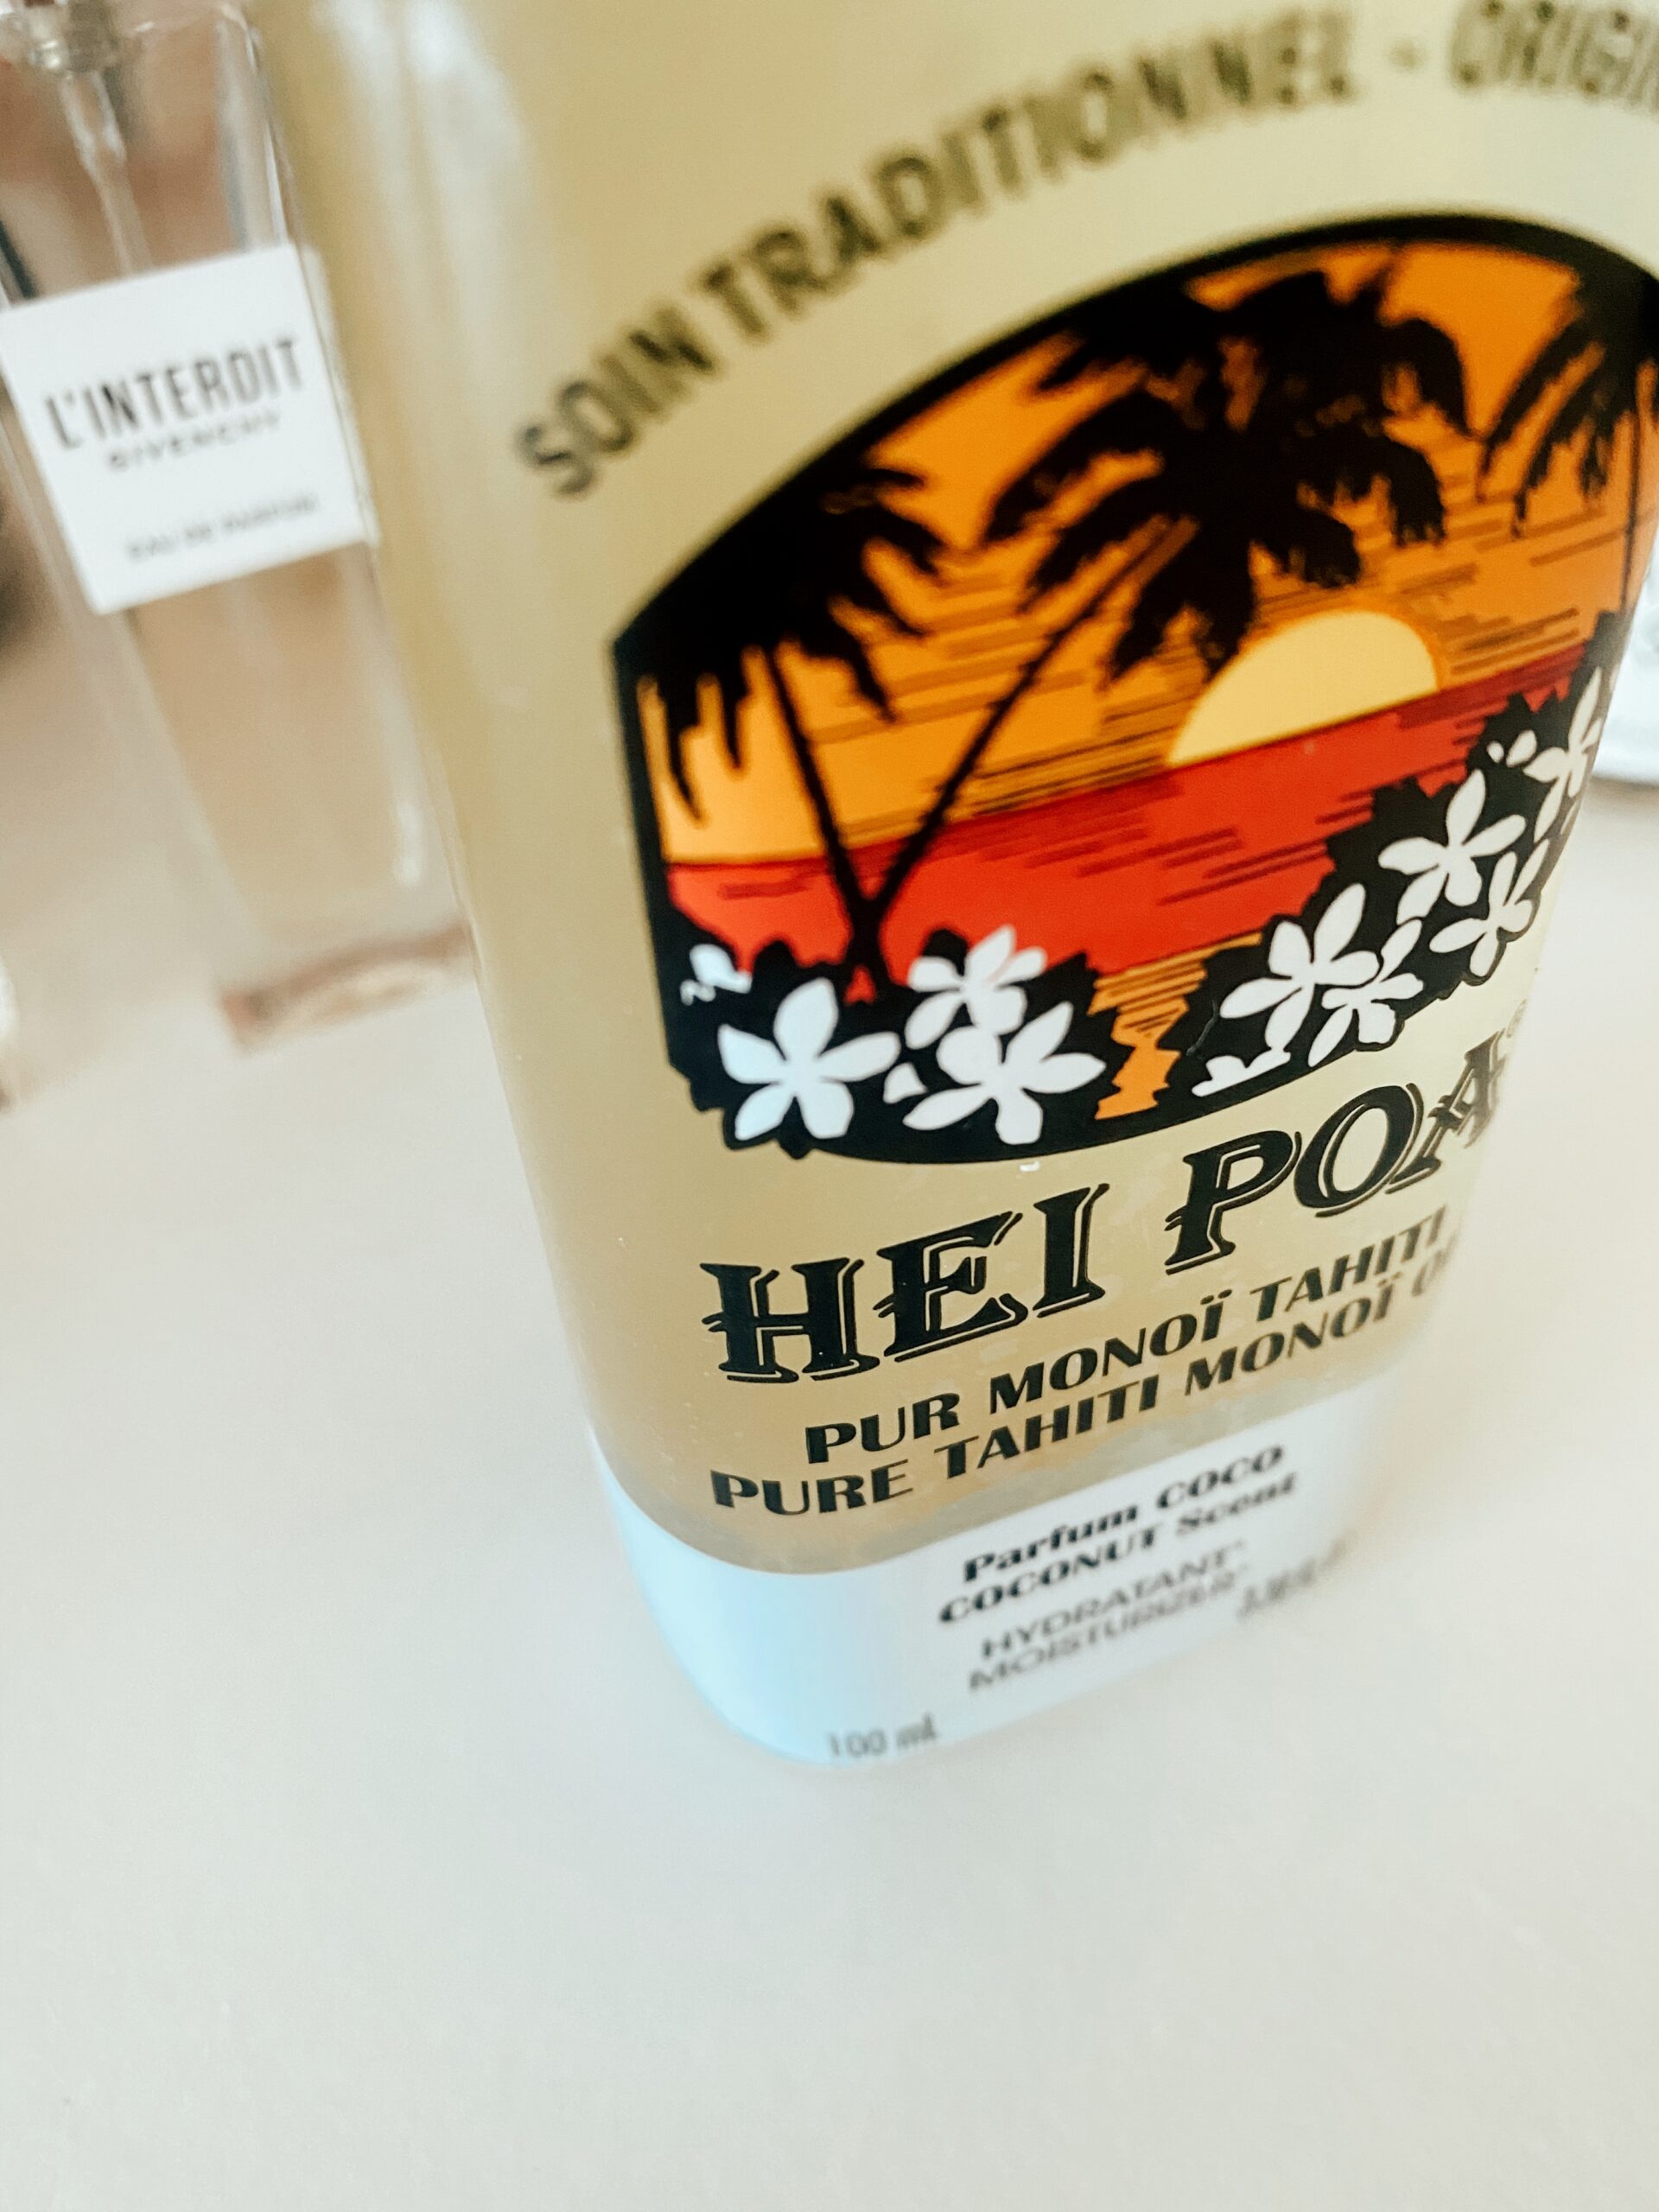 L'INTERDIT
GIVENCHY
EAU DE PARFUM
SOIN TRADITIONNEL - ORIGIN
HEI POA
PUR MONOÏ TAHITI
PURE TAHITI MONOÏ
Parfum COCO
COCONUT Scent
HYDRATANT*
MOISTURIZER*
100 mL